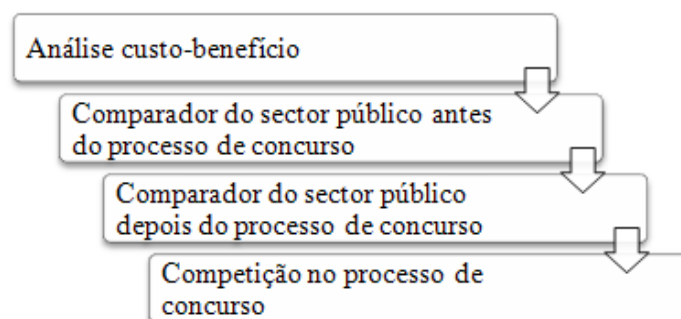 Análise custo-benefício
Comparador do sector público antes
do processo de concurso
Comparador do sector público
depois do processo de concurso
Competição no processo de
concurso